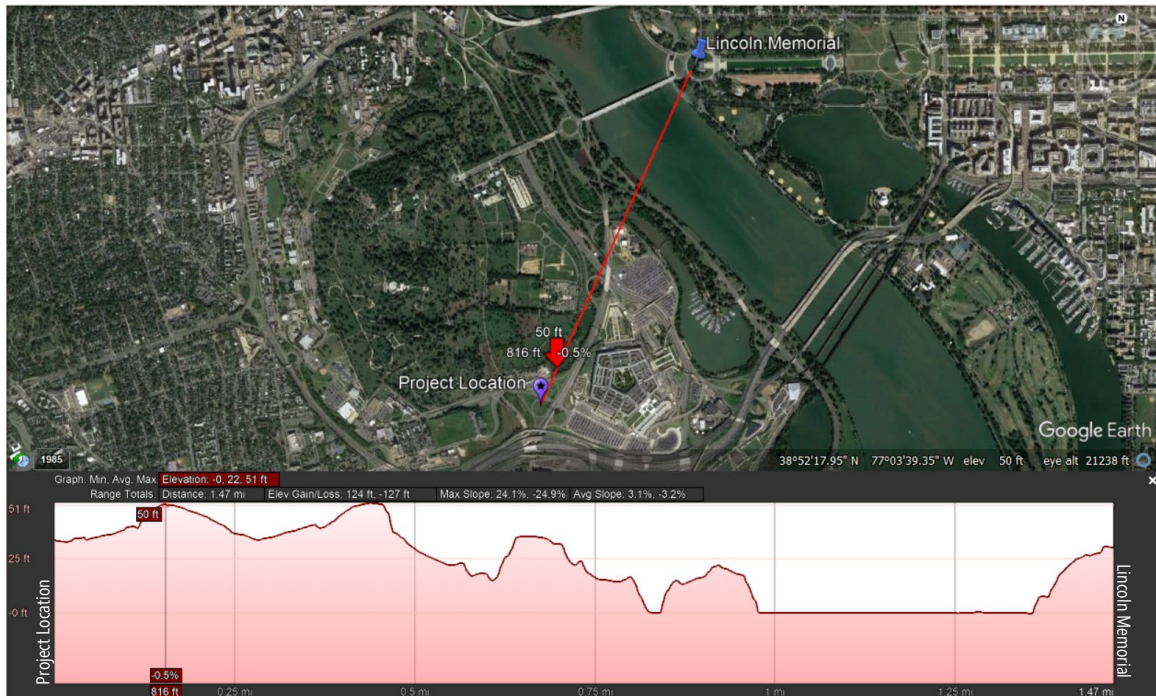 N
Lincoln Memorial
50 ft
816 ft -0.5%
Project Location
Google Earth
1985
38°52'17.95" N 77°03'39.35" W elev 50 ft eye alt 21238 ft
Graph: Min, Avg, Max Elevation: -0, 22, 51 ft
Range Totals: Distance: 1.47 mi Elev Gain/Loss: 124 ft, -127 ft Max Slope: 24.1%, -24.9% Avg Slope: 3.1%, -3.2%
51 ft
50 ft
25 ft
-0 ft
Project Location
Lincoln Memorial
-0.5%
816 ft 0.25 mi 0.5 mi 0.75 mi 1 mi 1.25 mi 1.47 mi